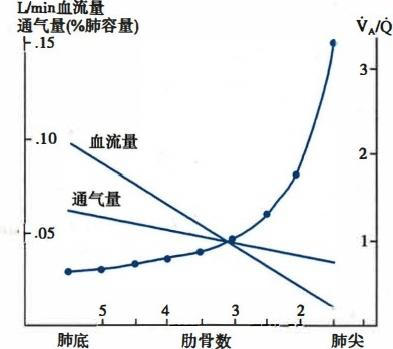 L/min血流量
通气量(%肺容量)
V̇A/Q̇
.15
3
.10
血流量
2
通气量
.05
1
5
4
3
2
肺底
肋骨数
肺尖